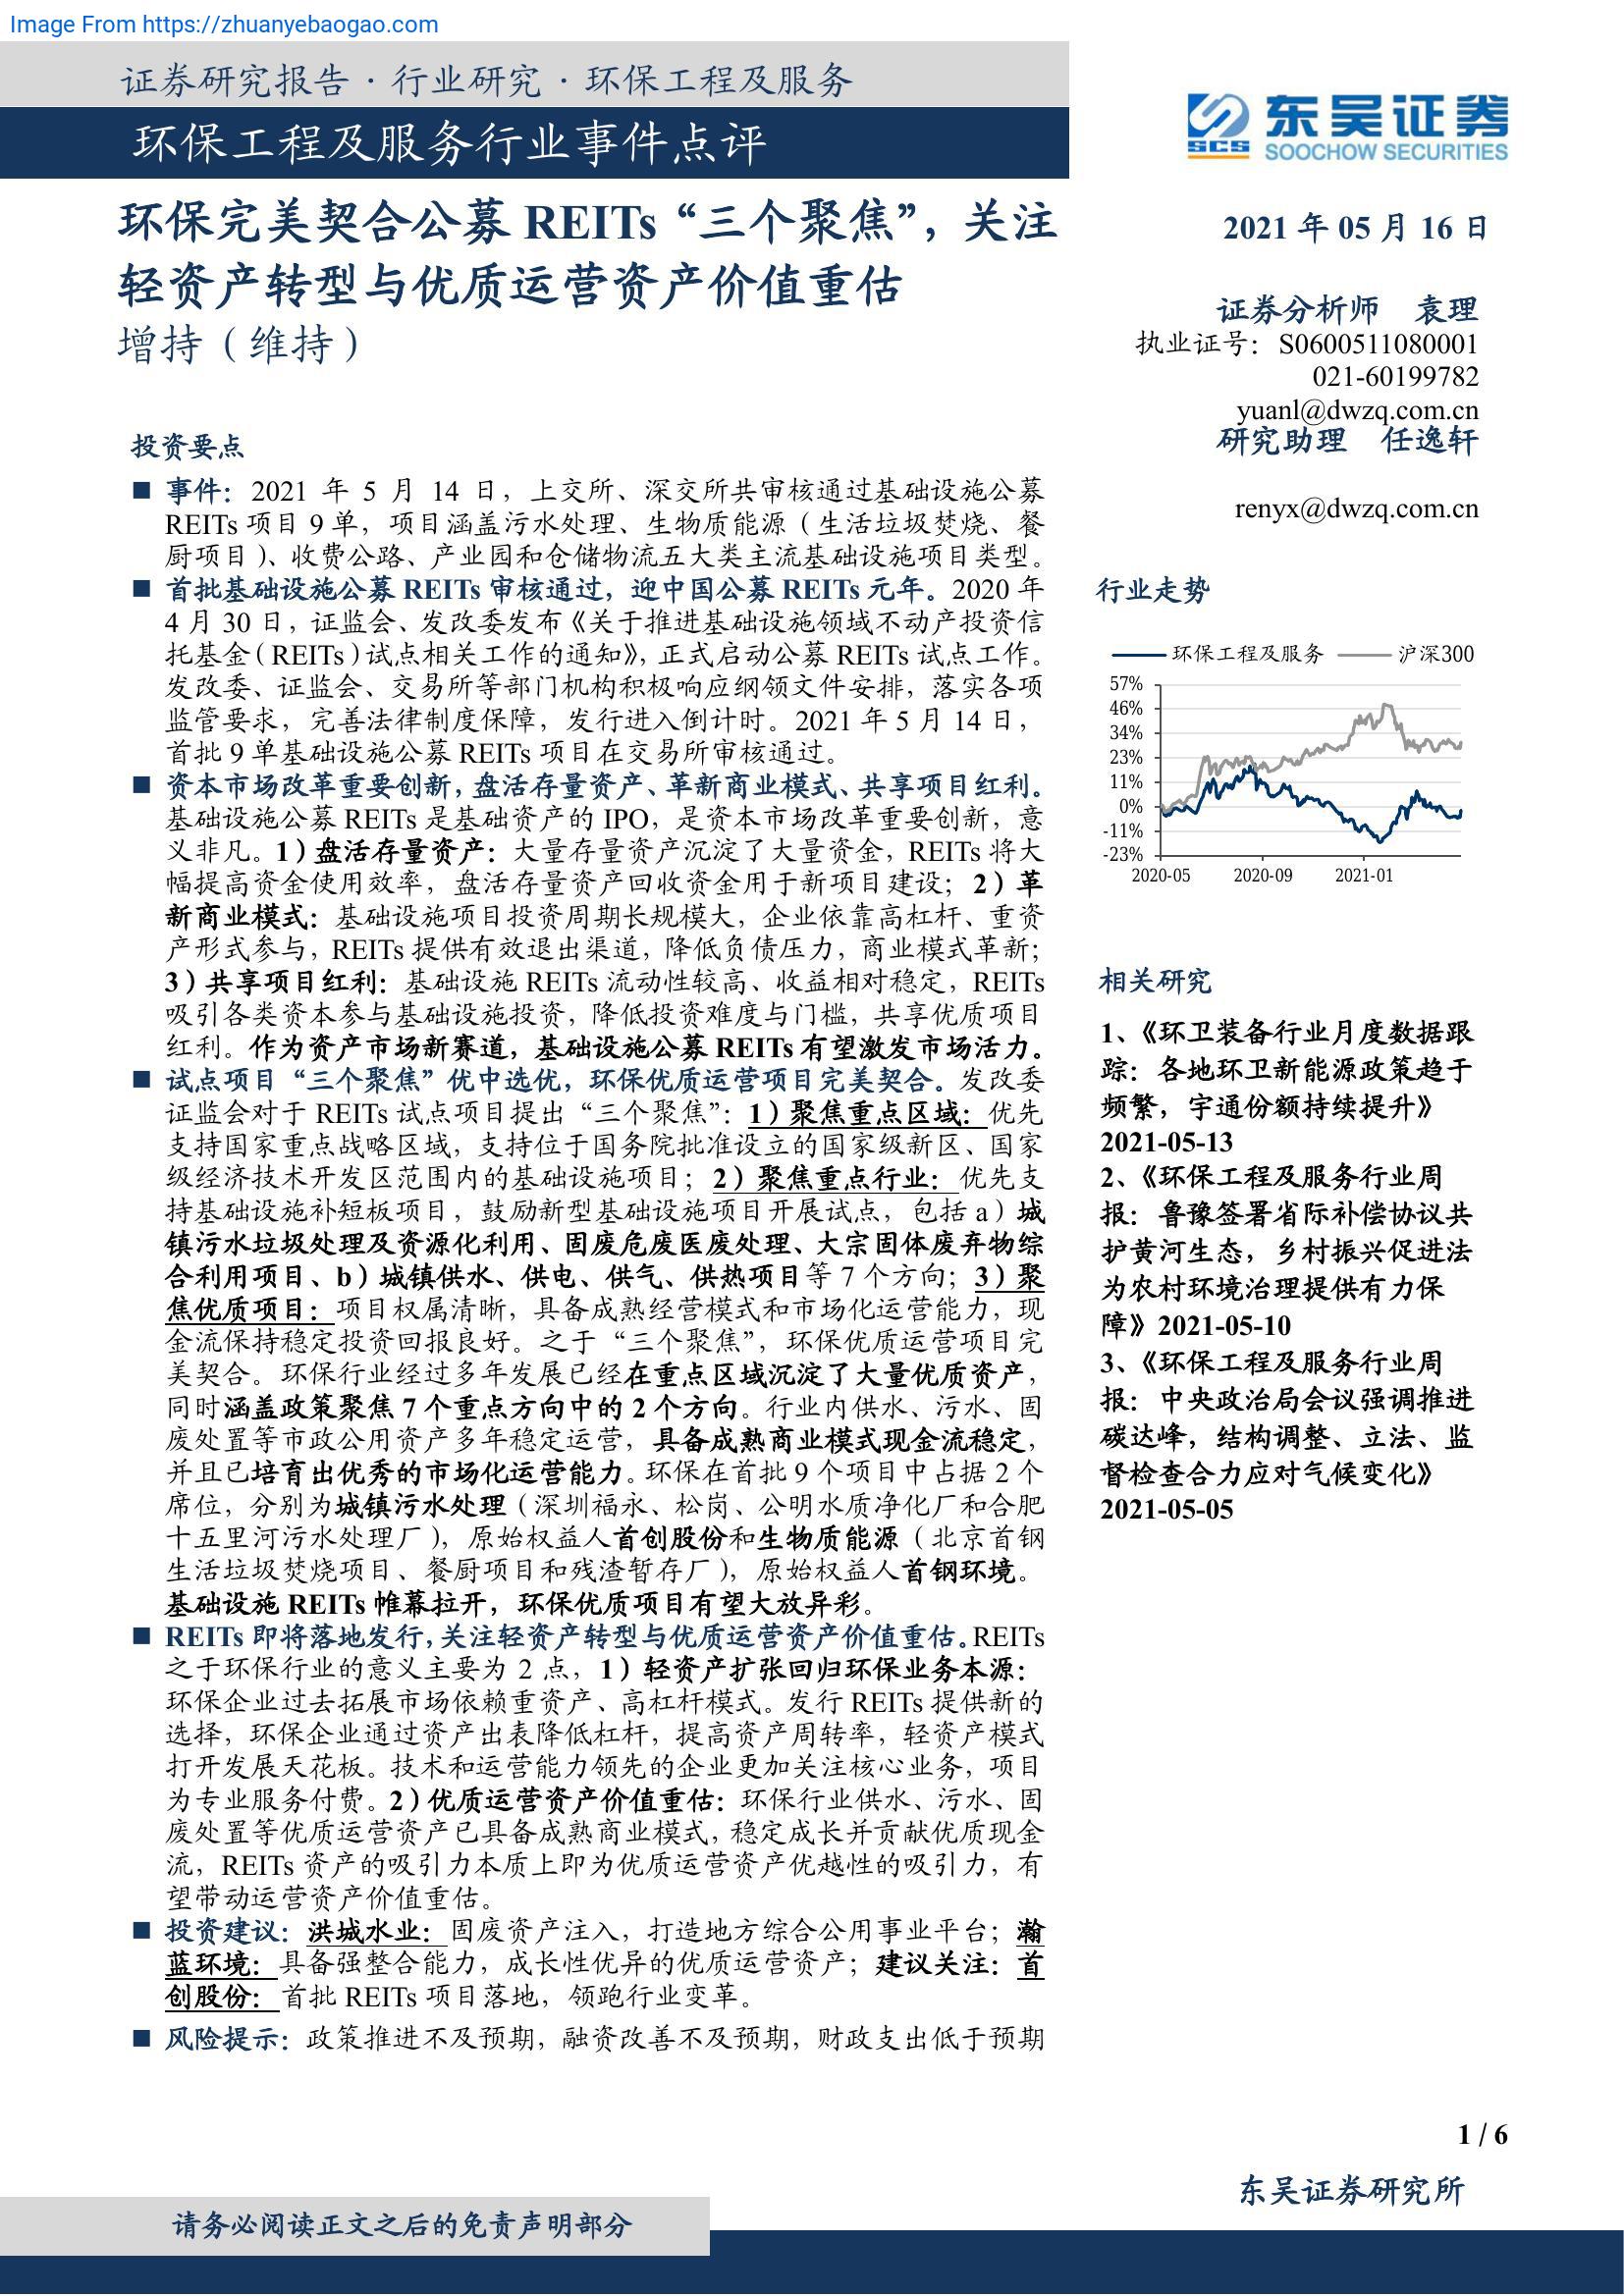 Image From https://zhuanyebaogao.com
证券研究报告·行业研究·环保工程及服务
环保工程及服务行业事件点评
东吴证券
SCS
SOOCHOW SECURITIES
环保完美契合公募 REITs“三个聚焦”，关注
轻资产转型与优质运营资产价值重估
增持（维持）
2021 年 05 月 16 日
证券分析师 袁理
执业证号：S0600511080001
021-60199782
yuanl@dwzq.com.cn
研究助理 任逸轩
renyx@dwzq.com.cn
投资要点
■ 事件：2021 年 5 月 14 日，上交所、深交所共审核通过基础设施公募
REITs 项目 9 单，项目涵盖污水处理、生物质能源（生活垃圾焚烧、餐
厨项目）、收费公路、产业园和仓储物流五大类主流基础设施项目类型。
■ 首批基础设施公募 REITs 审核通过，迎中国公募 REITs 元年。2020 年
4 月 30 日，证监会、发改委发布《关于推进基础设施领域不动产投资信
托基金（REITs）试点相关工作的通知》，正式启动公募 REITs 试点工作。
发改委、证监会、交易所等部门机构积极响应纲领文件安排，落实各项
监管要求，完善法律制度保障，发行进入倒计时。2021 年 5 月 14 日，
首批 9 单基础设施公募 REITs 项目在交易所审核通过。
■ 资本市场改革重要创新，盘活存量资产、革新商业模式、共享项目红利。
基础设施公募 REITs 是基础资产的 IPO，是资本市场改革重要创新，意
义非凡。1）盘活存量资产：大量存量资产沉淀了大量资金，REITs 将大
幅提高资金使用效率，盘活存量资产回收资金用于新项目建设；2）革
新商业模式：基础设施项目投资周期长规模大，企业依靠高杠杆、重资
产形式参与，REITs 提供有效退出渠道，降低负债压力，商业模式革新；
3）共享项目红利：基础设施 REITs 流动性较高、收益相对稳定，REITs
吸引各类资本参与基础设施投资，降低投资难度与门槛，共享优质项目
红利。作为资产市场新赛道，基础设施公募 REITs 有望激发市场活力。
■ 试点项目“三个聚焦”优中选优，环保优质运营项目完美契合。发改委
证监会对于 REITs 试点项目提出“三个聚焦”：1）聚焦重点区域：优先
支持国家重点战略区域，支持位于国务院批准设立的国家级新区、国家
级经济技术开发区范围内的基础设施项目；2）聚焦重点行业：优先支
持基础设施补短板项目，鼓励新型基础设施项目开展试点，包括 a）城
镇污水垃圾处理及资源化利用、固废危废医废处理、大宗固体废弃物综
合利用项目、b）城镇供水、供电、供气、供热项目等 7 个方向；3）聚
焦优质项目：项目权属清晰，具备成熟经营模式和市场化运营能力，现
金流保持稳定投资回报良好。之于“三个聚焦”，环保优质运营项目完
美契合。环保行业经过多年发展已经在重点区域沉淀了大量优质资产，
同时涵盖政策聚焦 7 个重点方向中的 2 个方向。行业内供水、污水、固
废处置等市政公用资产多年稳定运营，具备成熟商业模式现金流稳定，
并且已培育出优秀的市场化运营能力。环保在首批 9 个项目中占据 2 个
席位，分别为城镇污水处理（深圳福永、松岗、公明水质净化厂和合肥
十五里河污水处理厂），原始权益人首创股份和生物质能源（北京首钢
生活垃圾焚烧项目、餐厨项目和残渣暂存厂），原始权益人首钢环境。
基础设施 REITs 帷幕拉开，环保优质项目有望大放异彩。
■ REITs 即将落地发行，关注轻资产转型与优质运营资产价值重估。REITs
之于环保行业的意义主要为 2 点，1）轻资产扩张回归环保业务本源：
环保企业过去拓展市场依赖重资产、高杠杆模式。发行 REITs 提供新的
选择，环保企业通过资产出表降低杠杆，提高资产周转率，轻资产模式
打开发展天花板。技术和运营能力领先的企业更加关注核心业务，项目
为专业服务付费。2）优质运营资产价值重估：环保行业供水、污水、固
废处置等优质运营资产已具备成熟商业模式，稳定成长并贡献优质现金
流，REITs 资产的吸引力本质上即为优质运营资产优越性的吸引力，有
望带动运营资产价值重估。
■ 投资建议：洪城水业：固废资产注入，打造地方综合公用事业平台；瀚
蓝环境：具备强整合能力，成长性优异的优质运营资产；建议关注：首
创股份：首批 REITs 项目落地，领跑行业变革。
■ 风险提示：政策推进不及预期，融资改善不及预期，财政支出低于预期
行业走势
环保工程及服务 沪深300
57%
46%
34%
23%
11%
0%
-11%
-23%
2020-05 2020-09 2021-01
相关研究
1、《环卫装备行业月度数据跟
踪：各地环卫新能源政策趋于
频繁，宇通份额持续提升》
2021-05-13
2、《环保工程及服务行业周
报：鲁豫签署省际补偿协议共
护黄河生态，乡村振兴促进法
为农村环境治理提供有力保
障》2021-05-10
3、《环保工程及服务行业周
报：中央政治局会议强调推进
碳达峰，结构调整、立法、监
督检查合力应对气候变化》
2021-05-05
1 / 6
东吴证券研究所
请务必阅读正文之后的免责声明部分